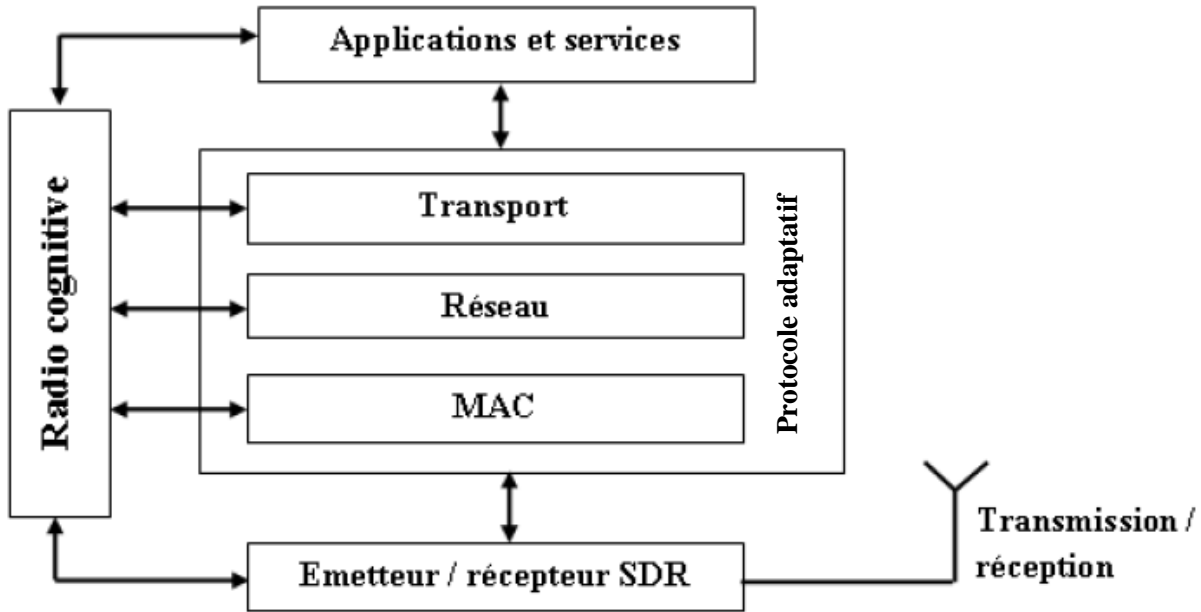 Applications et services
Radio cognitive
Transport
Réseau
MAC
Protocole adaptatif
Emetteur / récepteur SDR
Transmission /
réception